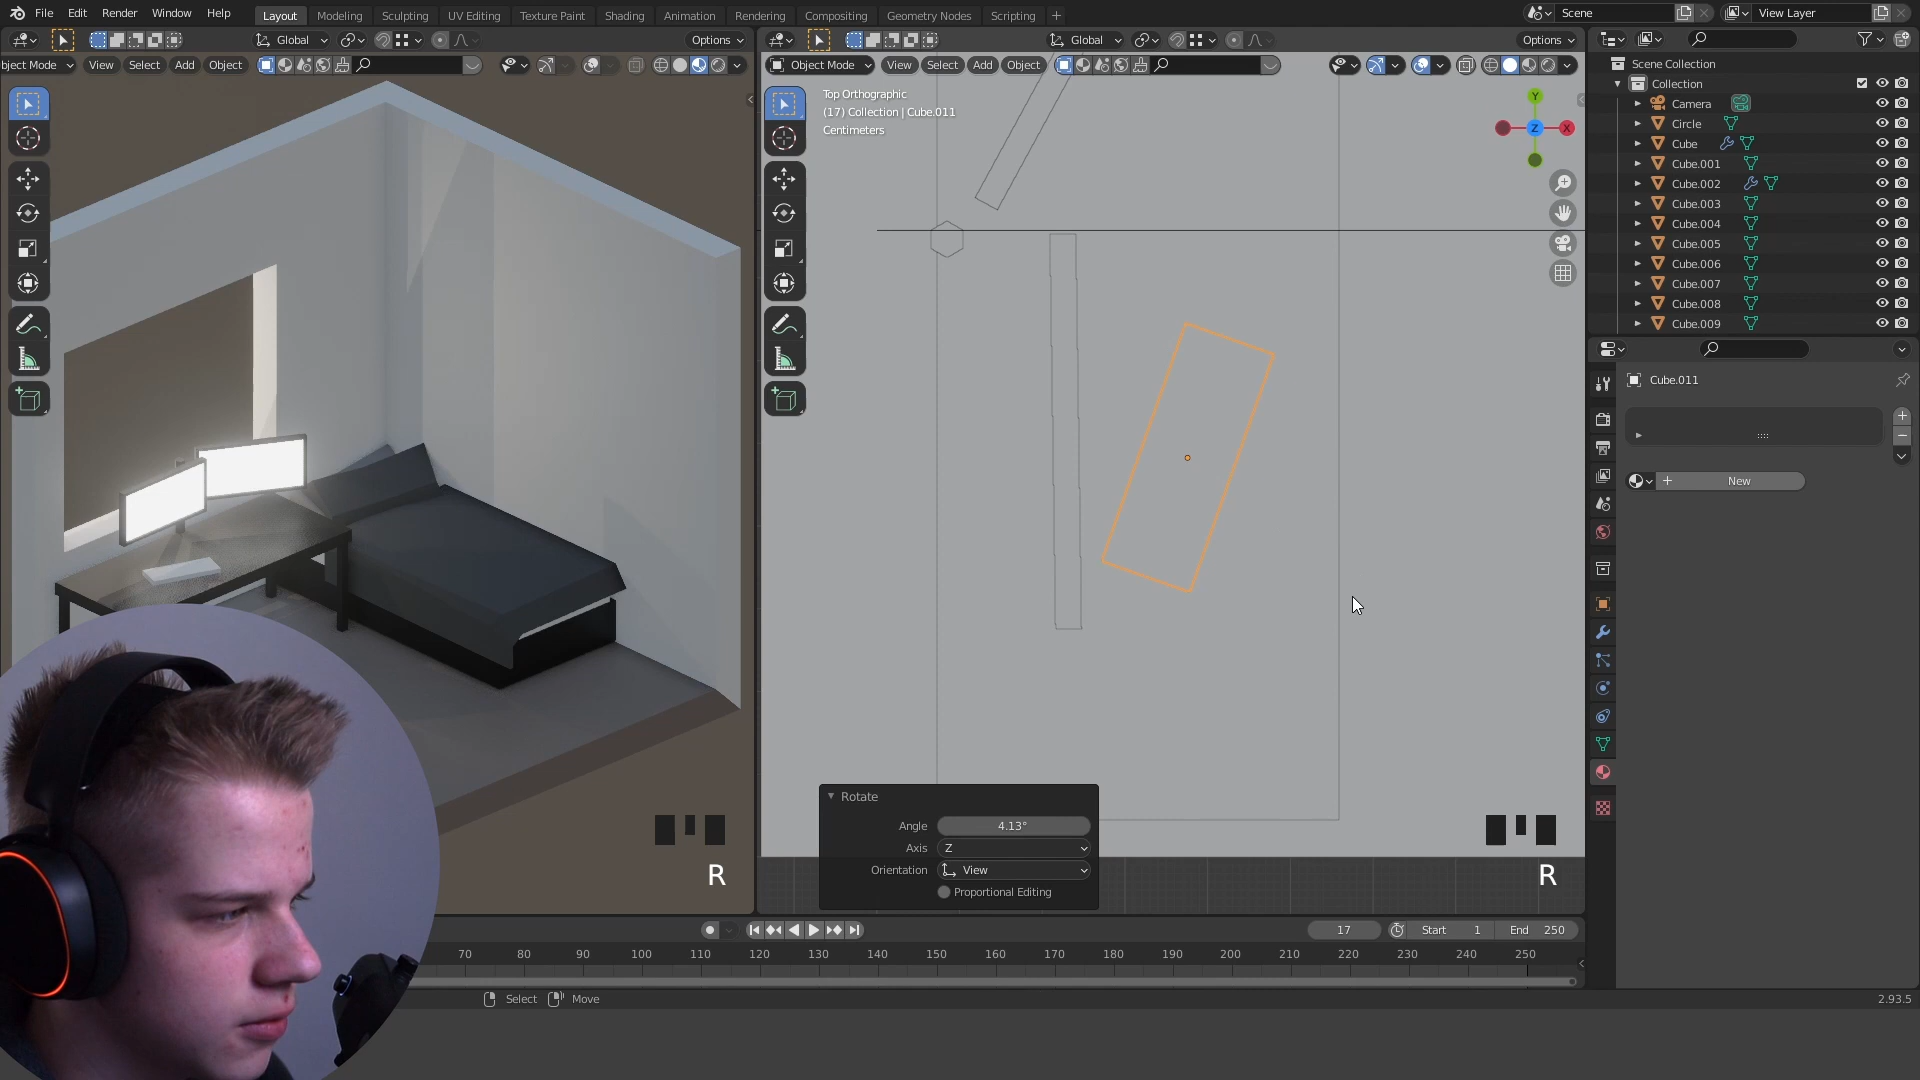 File Edit Render Window Help
Layout Modeling Sculpting UV Editing Texture Paint Shading Animation Rendering Compositing Geometry Nodes Scripting +
Scene
View Layer
Global
Options
Global
Options
bject Mode View Select Add Object
Object Mode View Select Add Object
Top Orthographic
(17) Collection | Cube.011
Centimeters
Y
Z
X
Scene Collection
Collection
Camera
Circle
Cube
Cube.001
Cube.002
Cube.003
Cube.004
Cube.005
Cube.006
Cube.007
Cube.008
Cube.009
Cube.011
New
Rotate
Angle 4.13°
Axis Z
Orientation View
Proportional Editing
R
R
17 Start 1 End 250
70 80 90 100 110 120 130 140 150 160 170 180 190 200 210 220 230 240 250
Select Move
2.93.5